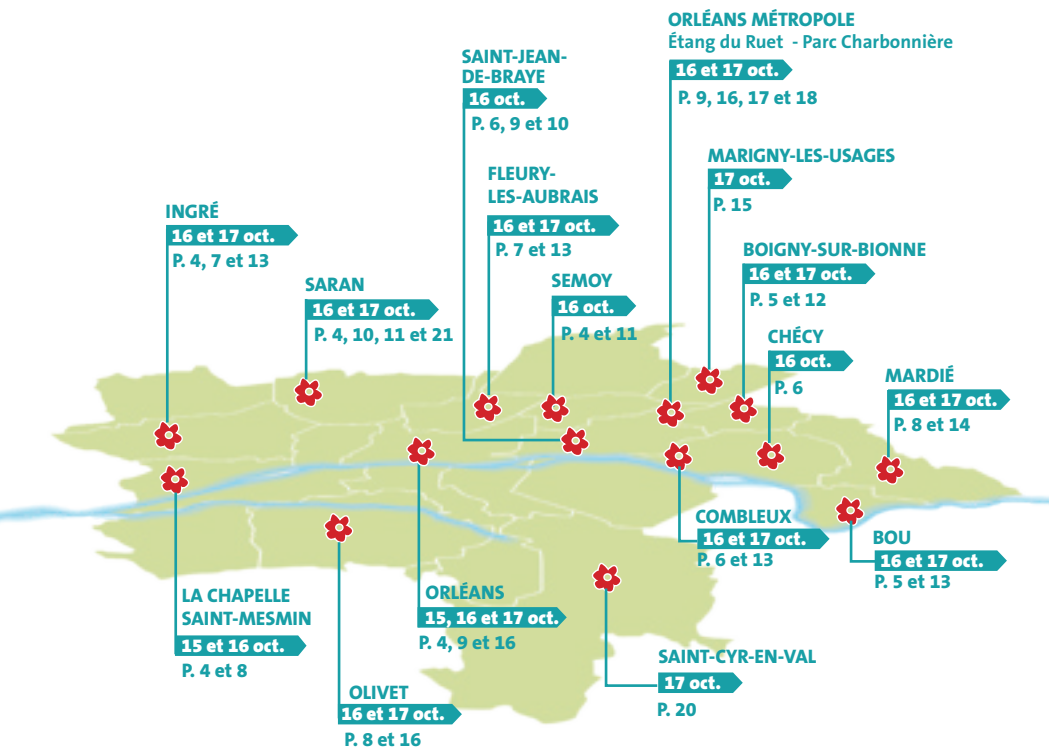 ORLÉANS MÉTROPOLE
Étang du Ruet - Parc Charbonnière
16 et 17 oct.
P. 9, 16, 17 et 18
SAINT-JEAN-
DE-BRAYE
16 oct.
P. 6, 9 et 10
MARIGNY-LES-USAGES
17 oct.
P. 15
FLEURY-
LES-AUBRAIS
16 et 17 oct.
P. 7 et 13
INGRÉ
16 et 17 oct.
P. 4, 7 et 13
BOIGNY-SUR-BIONNE
16 et 17 oct.
P. 5 et 12
SARAN
16 et 17 oct.
P. 4, 10, 11 et 21
SEMOY
16 oct.
P. 4 et 11
CHÉCY
16 oct.
P. 6
MARDIÉ
16 et 17 oct.
P. 8 et 14
COMBLEUX
16 et 17 oct.
P. 6 et 13
BOU
16 et 17 oct.
P. 5 et 13
LA CHAPELLE
SAINT-MESMIN
15 et 16 oct.
P. 4 et 8
ORLÉANS
15, 16 et 17 oct.
P. 4, 9 et 16
SAINT-CYR-EN-VAL
17 oct.
P. 20
OLIVET
16 et 17 oct.
P. 8 et 16